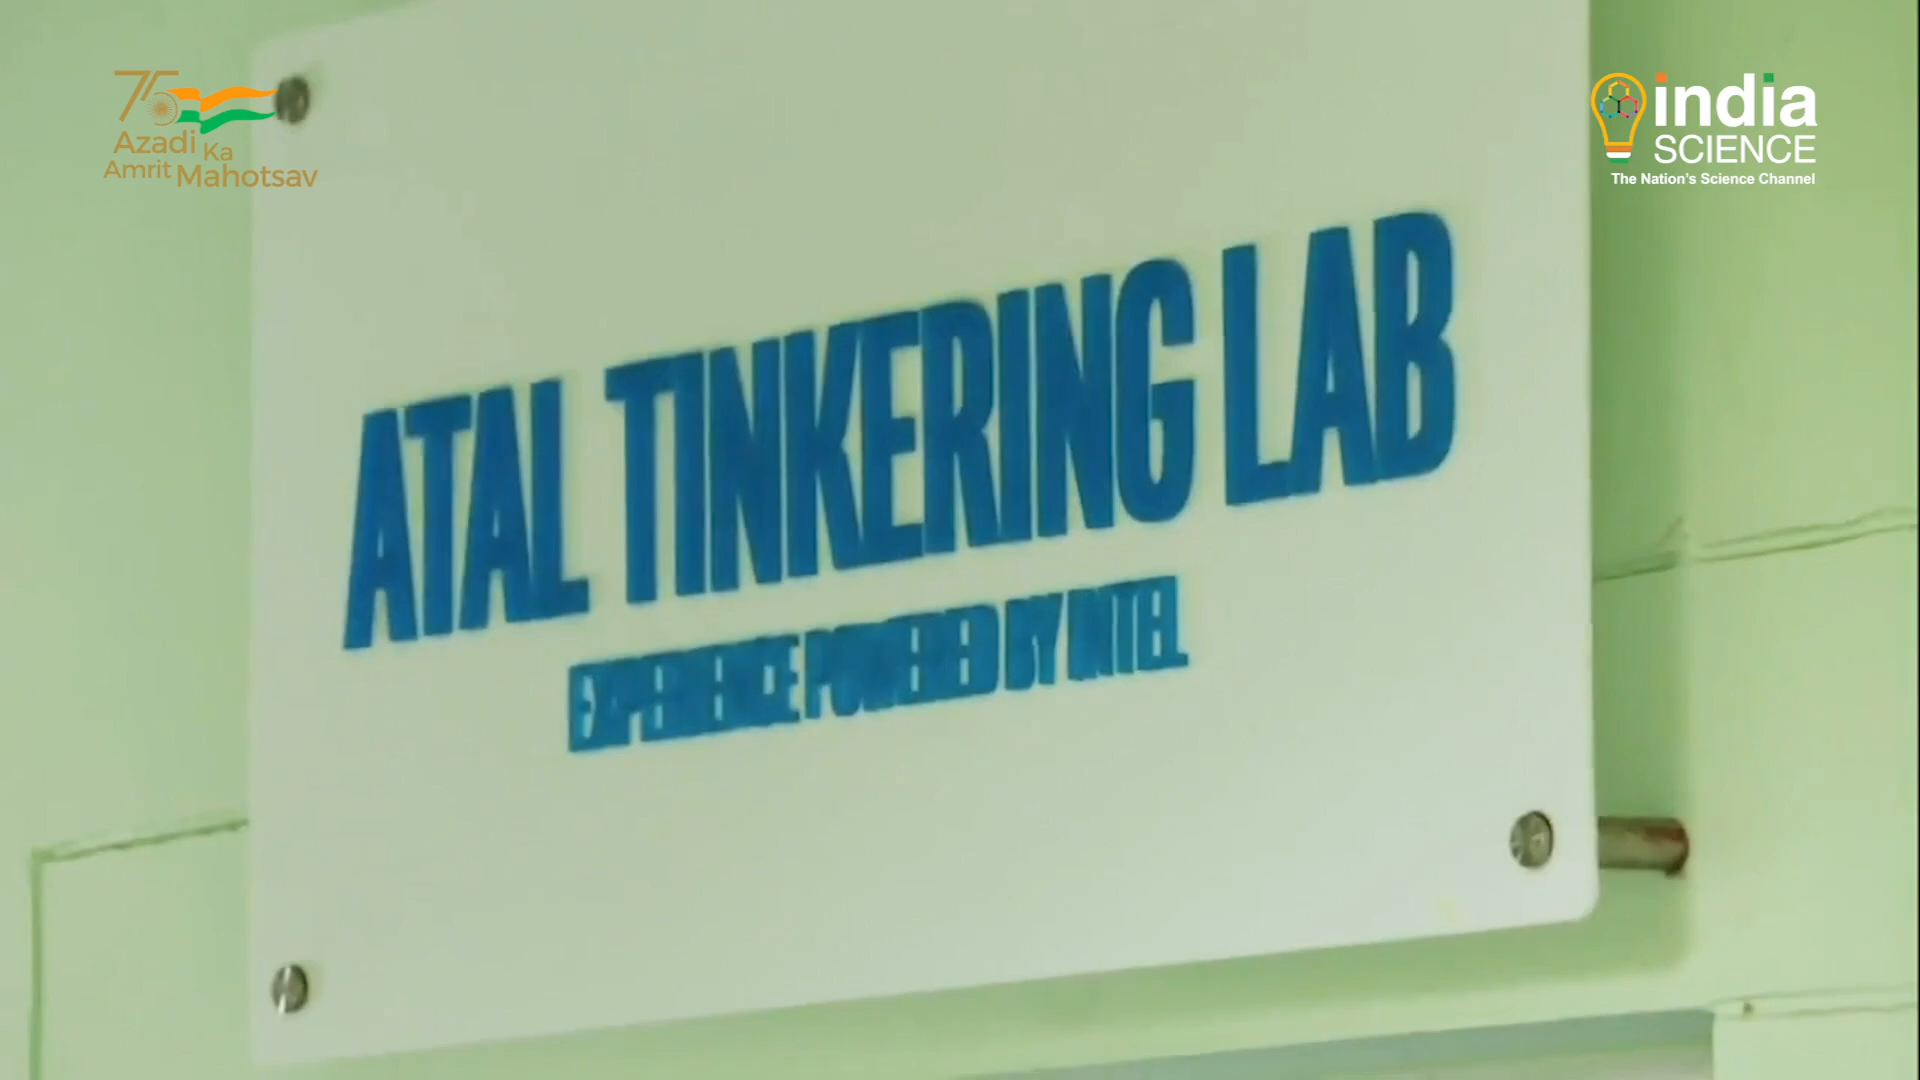 75
Azadi Ka
Amrit Mahotsav
india
SCIENCE
The Nation's Science Channel
ATAL TINKERING LAB
EXPERIENCE POWERED BY INTEL